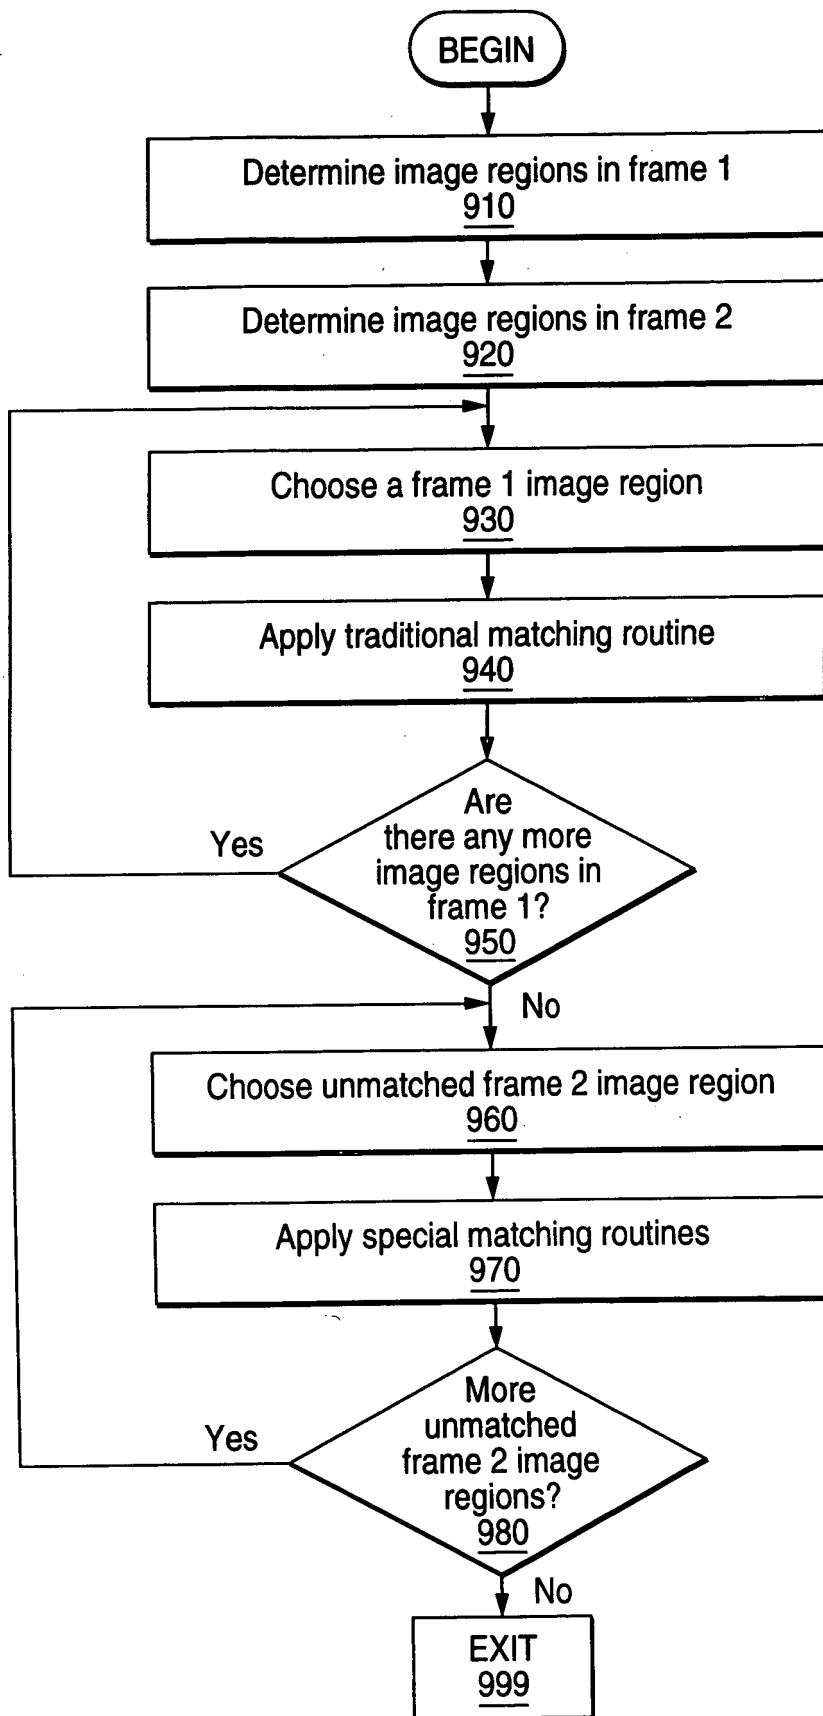 BEGIN
Determine image regions in frame 1
910
Determine image regions in frame 2
920
Choose a frame 1 image region
930
Apply traditional matching routine
940
Are
there any more
image regions in
frame 1?
950
Yes
No
Choose unmatched frame 2 image region
960
Apply special matching routines
970
More
unmatched
frame 2 image
regions?
980
Yes
No
EXIT
999